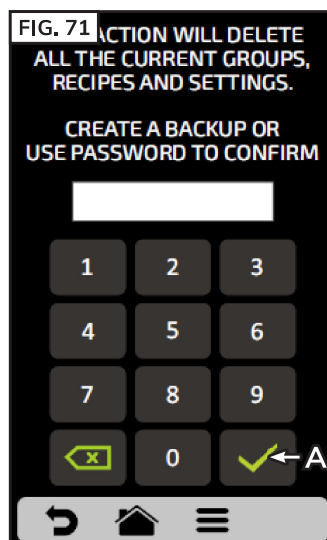 FIG. 71
ACTION WILL DELETE
ALL THE CURRENT GROUPS,
RECIPES AND SETTINGS.
CREATE A BACKUP OR
USE PASSWORD TO CONFIRM
1 2 3
4 5 6
7 8 9
0
A